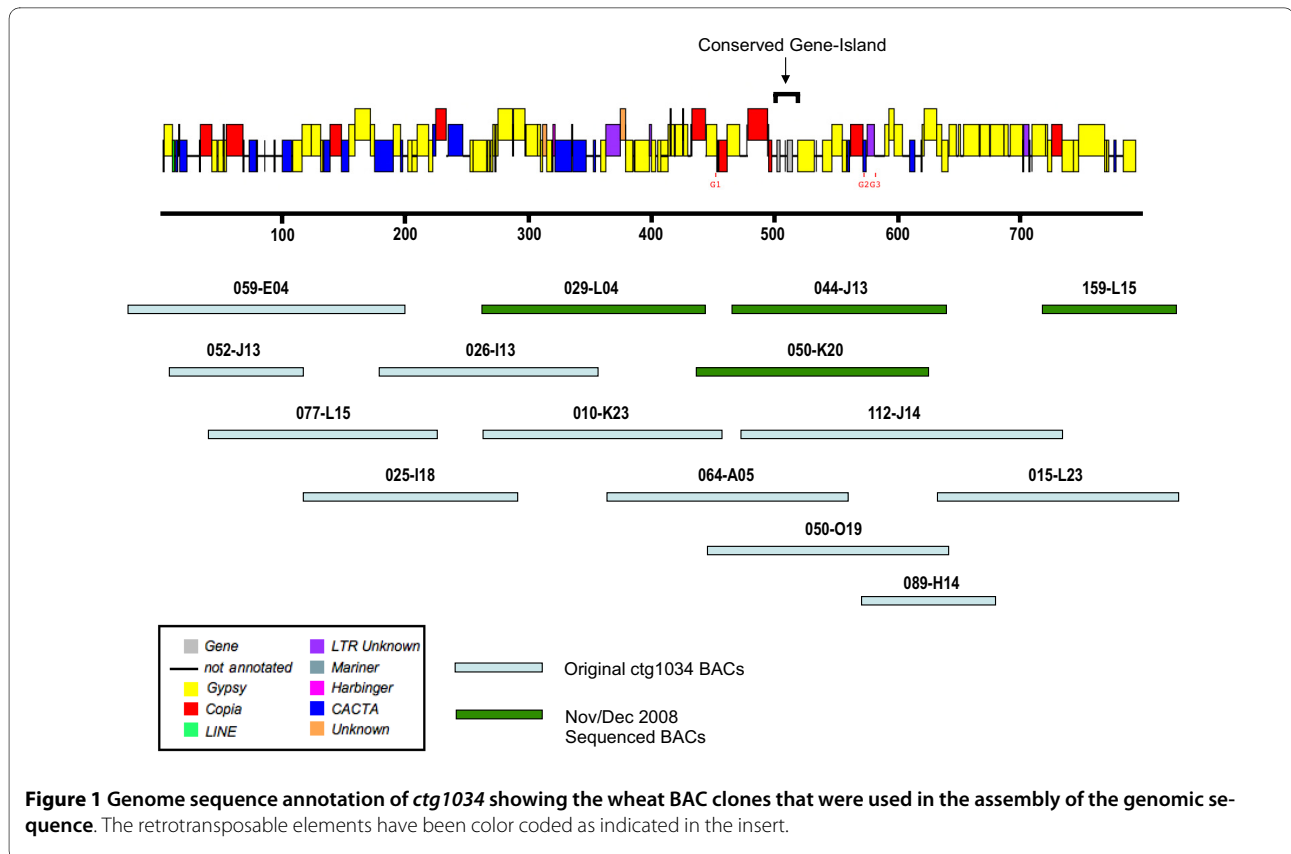 Conserved Gene-Island
G1
G2 G3
100 200 300 400 500 600 700
059-E04 029-L04 044-J13 159-L15
052-J13 026-I13 050-K20
077-L15 010-K23 112-J14
025-I18 064-A05 015-L23
050-O19
089-H14
Gene LTR Unknown
not annotated Mariner
Gypsy Harbinger
Copia CACTA
LINE Unknown
Original ctg1034 BACs
Nov/Dec 2008
Sequenced BACs
Figure 1 Genome sequence annotation of ctg1034 showing the wheat BAC clones that were used in the assembly of the genomic se-
quence. The retrotransposable elements have been color coded as indicated in the insert.